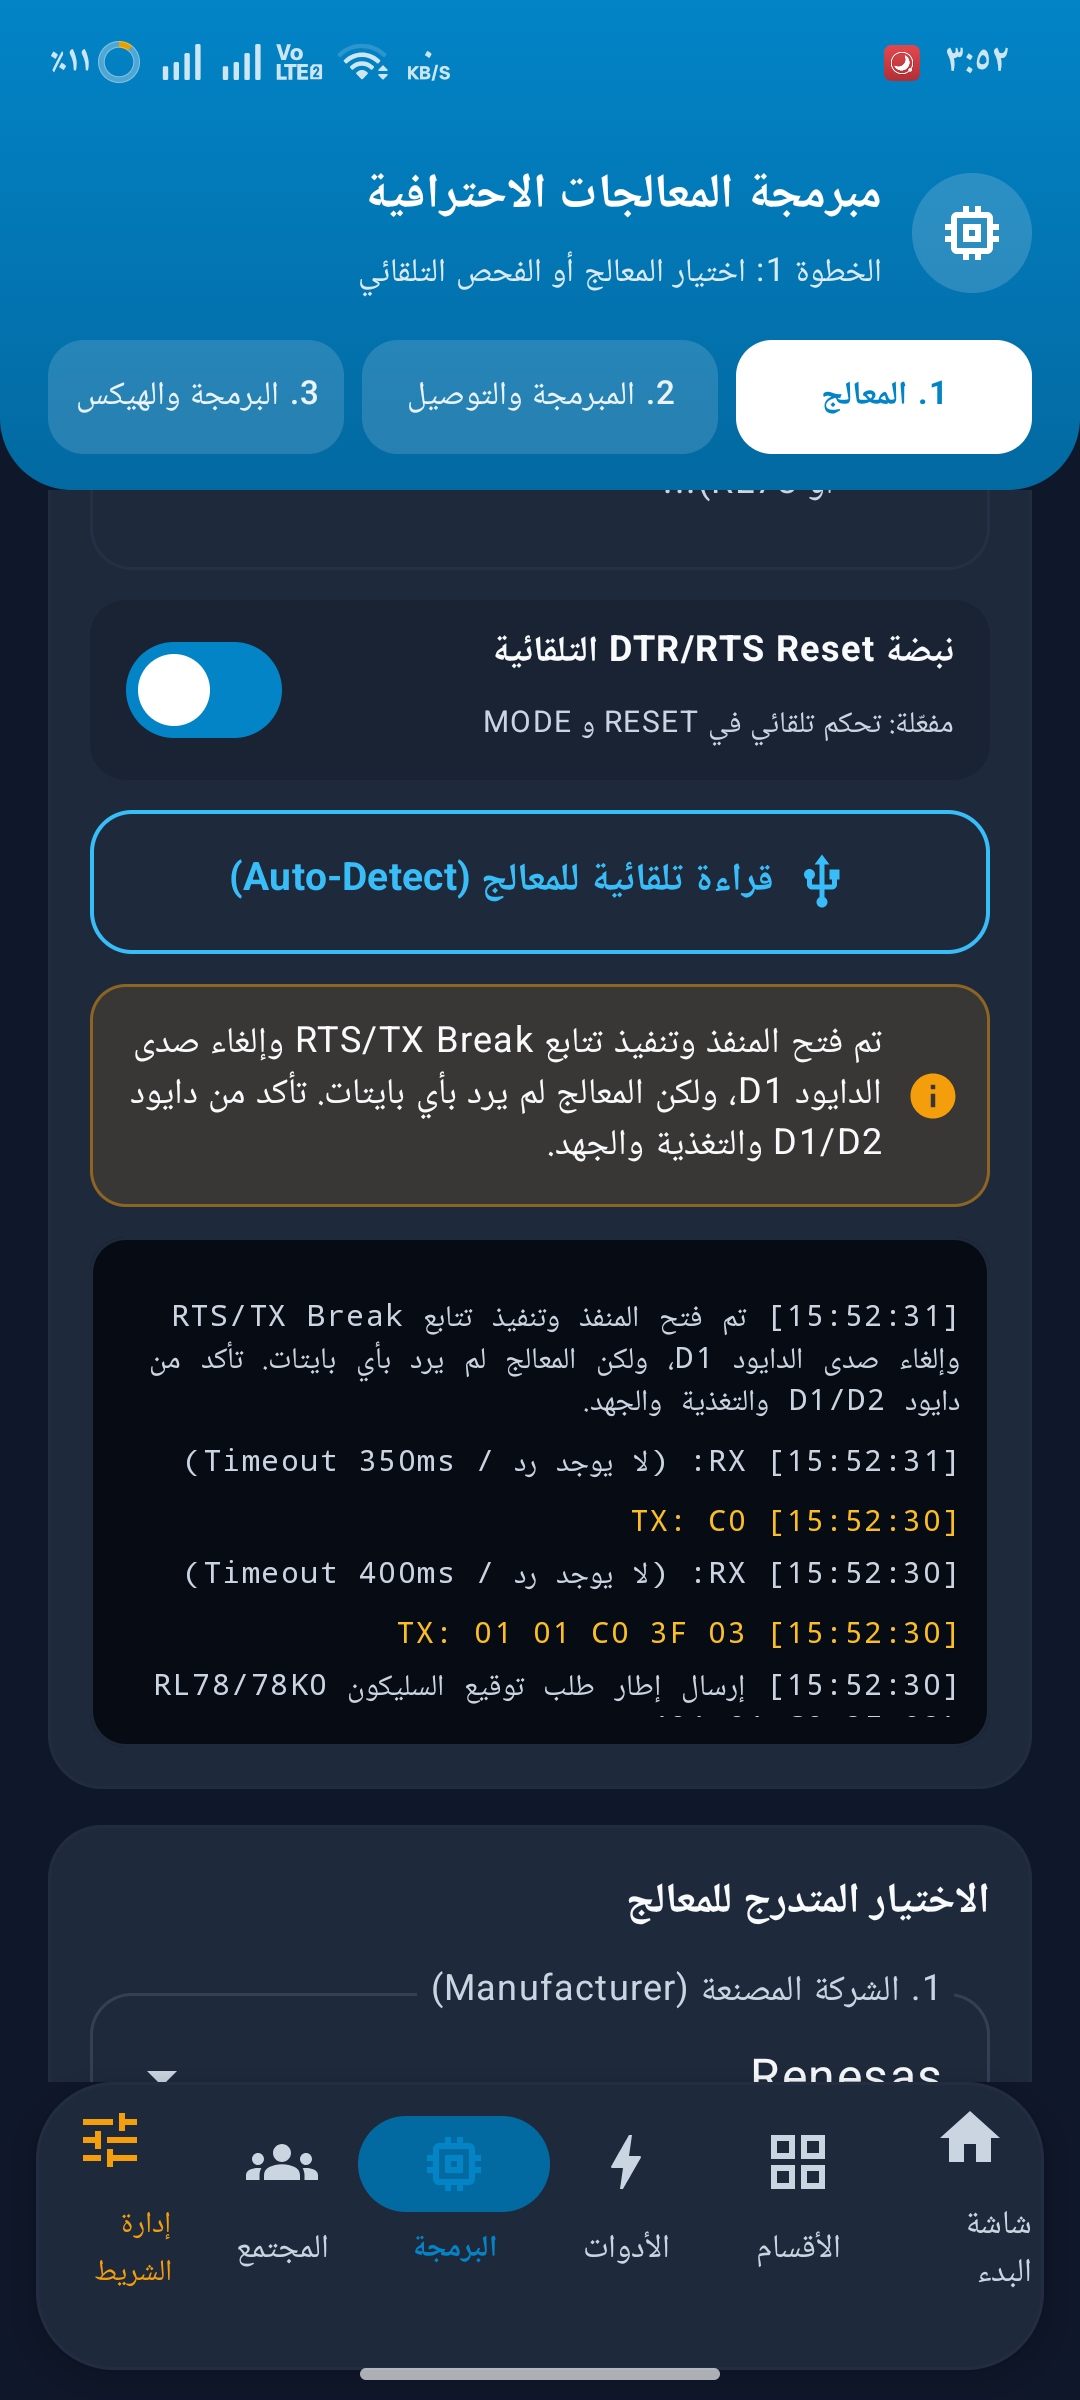 ٣:٥٢
KB/S
Vo LTE2
٪١١
مبرمجة المعالجات الاحترافية
الخطوة 1: اختيار المعالج أو الفحص التلقائي
1. المعالج
2. المبرمجة والتوصيل
3. البرمجة والهيكس
نبضة DTR/RTS Reset التلقائية
مفعّلة: تحكم تلقائي في RESET و MODE
قراءة تلقائية للمعالج (Auto-Detect)
تم فتح المنفذ وتنفيذ تتابع RTS/TX Break وإلغاء صدى
الدايود D1، ولكن المعالج لم يرد بأي بايتات. تأكد من دايود
D1/D2 والتغذية والجهد.
[15:52:31] تم فتح المنفذ وتنفيذ تتابع RTS/TX Break
وإلغاء صدى الدايود D1، ولكن المعالج لم يرد بأي بايتات. تأكد من
دايود D1/D2 والتغذية والجهد.
[15:52:31] RX: (لا يوجد رد / Timeout 350ms)
[15:52:30] TX: C0
[15:52:30] RX: (لا يوجد رد / Timeout 400ms)
[15:52:30] TX: 01 01 C0 3F 03
[15:52:30] إرسال إطار طلب توقيع السليكون RL78/78K0
الاختيار المتدرج للمعالج
1. الشركة المصنعة (Manufacturer)
Renesas
شاشة البدء
الأقسام
الأدوات
البرمجة
المجتمع
إدارة الشريط